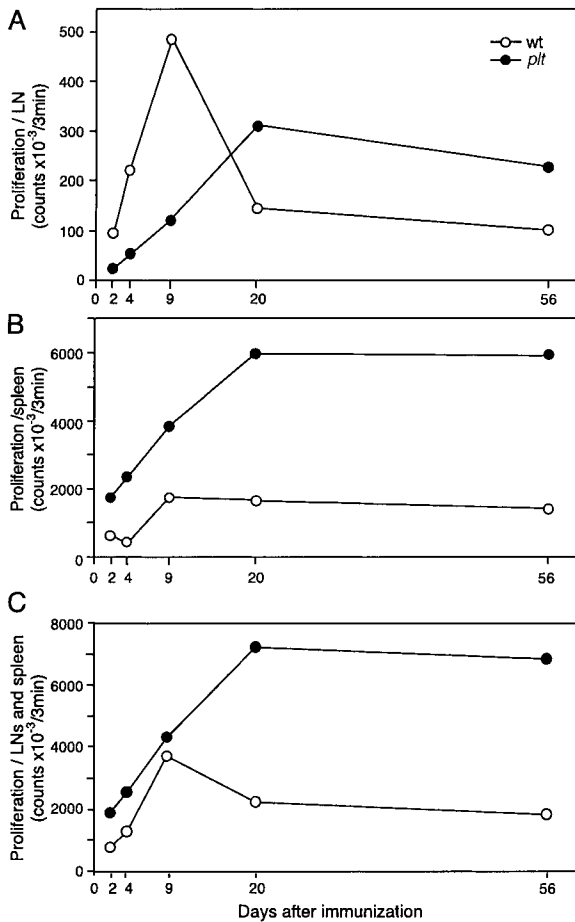 A
500
400
300
200
100
0
Proliferation / LN
(counts x10⁻³/3min)
wt
plt
0 2 4 9 20 56
B
6000
4000
2000
0
Proliferation /spleen
(counts x10⁻³/3min)
0 2 4 9 20 56
C
8000
6000
4000
2000
0
Proliferation / LNs and spleen
(counts x10⁻³/3min)
0 2 4 9 20 56
Days after immunization